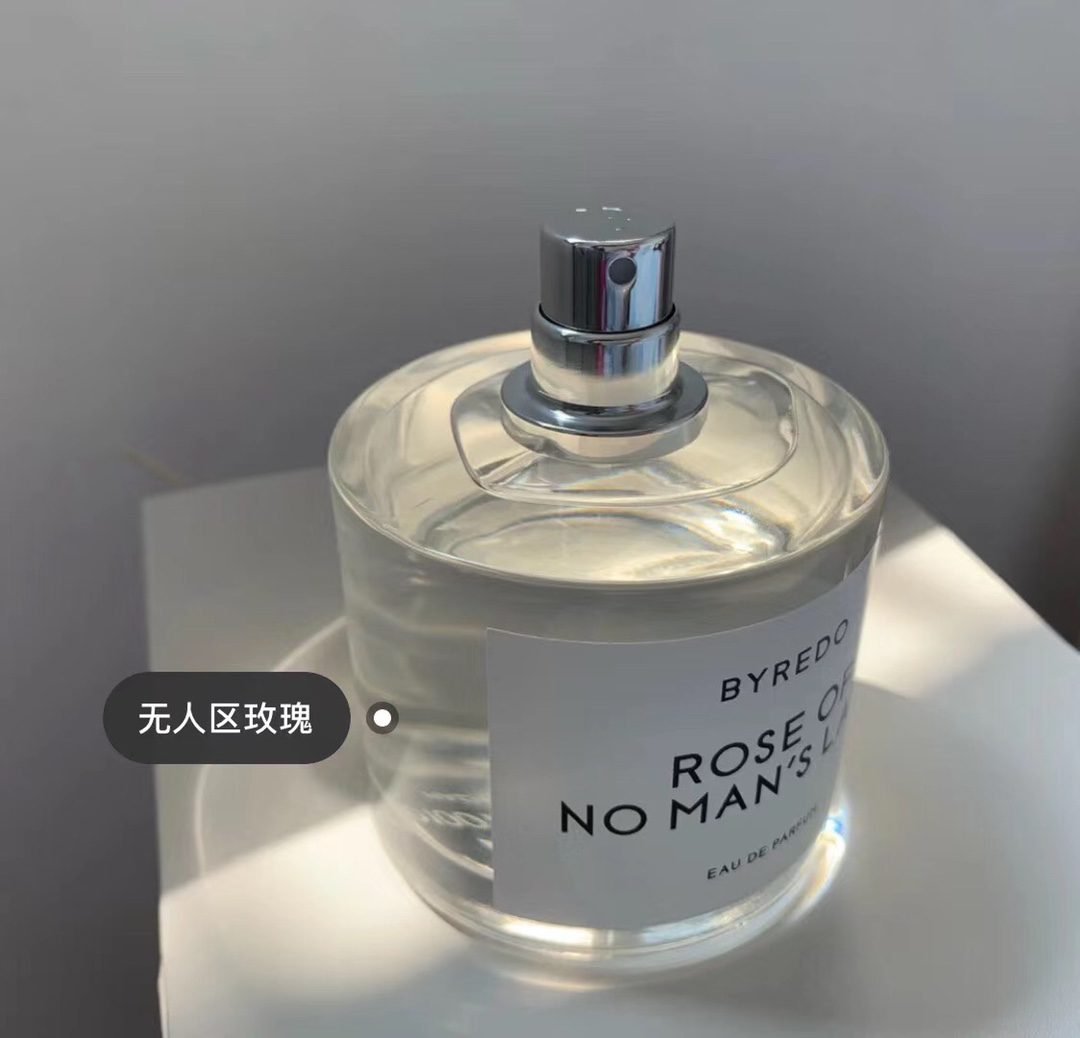 BYREDO
ROSE OF
NO MAN'S LA
EAU DE PARFUM
无人区玫瑰